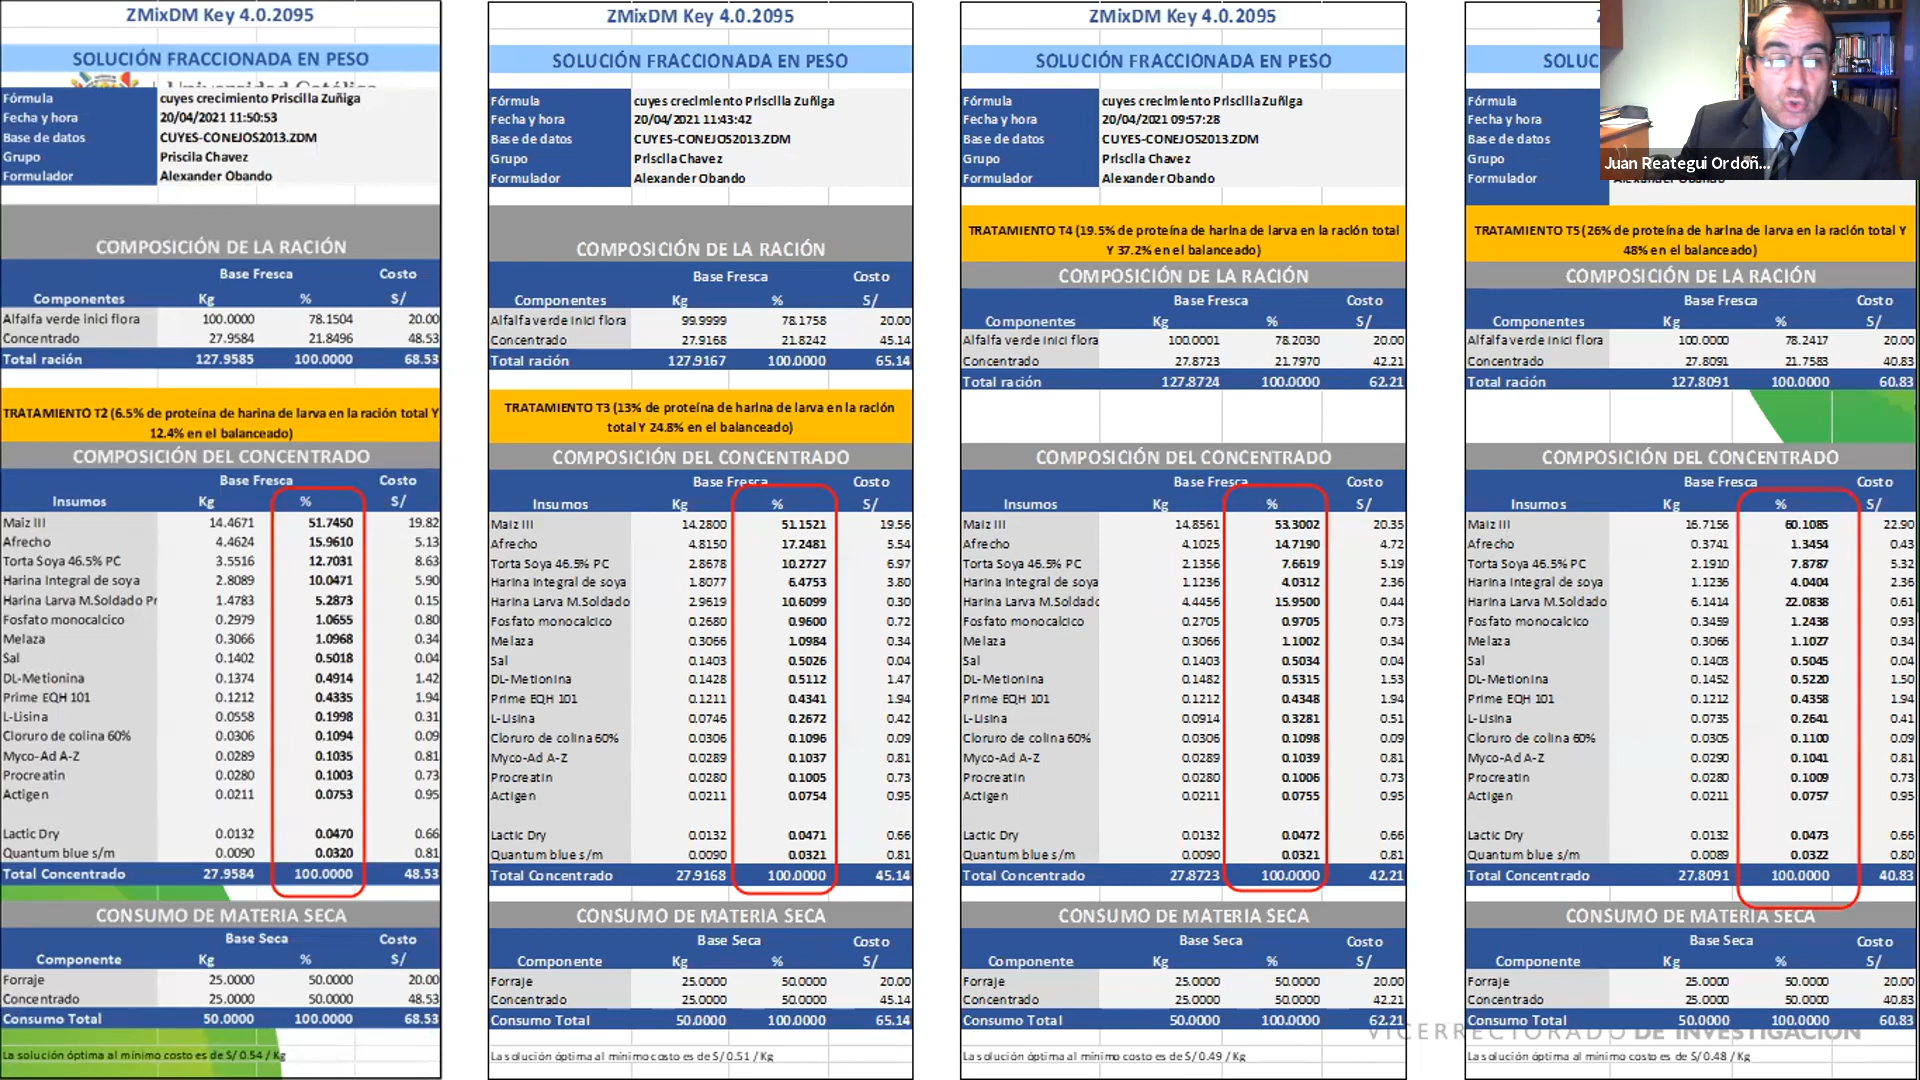 ZMixDM Key 4.0.2095
SOLUCIÓN FRACCIONADA EN PESO
Fórmula cuyes crecimiento Priscilla Zuñiga
Fecha y hora 20/04/2021 11:50:53
Base de datos CUYES-CONEJOS2013.ZDM
Grupo Priscila Chavez
Formulador Alexander Obando
COMPOSICIÓN DE LA RACIÓN
Base Fresca Costo
Componentes Kg % S/
Alfalfa verde inici flora 100.0000 78.1504 20.00
Concentrado 27.9584 21.8496 48.53
Total ración 127.9585 100.0000 68.53
TRATAMIENTO T2 (6.5% de proteína de harina de larva en la ración total Y
12.4% en el balanceado)
COMPOSICIÓN DEL CONCENTRADO
Base Fresca Costo
Insumos Kg % S/
Maiz III 14.4671 51.7450 19.82
Afrecho 4.4624 15.9610 5.13
Torta Soya 46.5% PC 3.5516 12.7031 8.63
Harina Integral de soya 2.8089 10.0471 5.90
Harina Larva M.Soldado Pr 1.4783 5.2873 0.15
Fosfato monocalcico 0.2979 1.0655 0.80
Melaza 0.3066 1.0968 0.34
Sal 0.1402 0.5018 0.04
DL-Metionina 0.1374 0.4914 1.42
Prime EQH 101 0.1212 0.4335 1.94
L-Lisina 0.0558 0.1998 0.31
Cloruro de colina 60% 0.0306 0.1094 0.09
Myco-Ad A-Z 0.0289 0.1035 0.81
Procreatin 0.0280 0.1003 0.73
Actigen 0.0211 0.0753 0.95
Lactic Dry 0.0132 0.0470 0.66
Quantum blue s/m 0.0090 0.0320 0.81
Total Concentrado 27.9584 100.0000 48.53
CONSUMO DE MATERIA SECA
Base Seca Costo
Componente Kg % S/
Forraje 25.0000 50.0000 20.00
Concentrado 25.0000 50.0000 48.53
Consumo Total 50.0000 100.0000 68.53
La solución óptima al mínimo costo es de S/ 0.54 / Kg
ZMixDM Key 4.0.2095
SOLUCIÓN FRACCIONADA EN PESO
Fórmula cuyes crecimiento Priscilla Zuñiga
Fecha y hora 20/04/2021 11:43:42
Base de datos CUYES-CONEJOS2013.ZDM
Grupo Priscila Chavez
Formulador Alexander Obando
COMPOSICIÓN DE LA RACIÓN
Base Fresca Costo
Componentes Kg % S/
Alfalfa verde inici flora 99.9999 78.1758 20.00
Concentrado 27.9168 21.8242 45.14
Total ración 127.9167 100.0000 65.14
TRATAMIENTO T3 (13% de proteína de harina de larva en la ración
total Y 24.8% en el balanceado)
COMPOSICIÓN DEL CONCENTRADO
Base Fresca Costo
Insumos Kg % S/
Maiz III 14.2800 51.1521 19.56
Afrecho 4.8150 17.2481 5.54
Torta Soya 46.5% PC 2.8678 10.2727 6.97
Harina Integral de soya 1.8077 6.4753 3.80
Harina Larva M.Soldado 2.9619 10.6099 0.30
Fosfato monocalcico 0.2680 0.9600 0.72
Melaza 0.3066 1.0984 0.34
Sal 0.1403 0.5026 0.04
DL-Metionina 0.1428 0.5112 1.47
Prime EQH 101 0.1211 0.4341 1.94
L-Lisina 0.0746 0.2672 0.42
Cloruro de colina 60% 0.0306 0.1096 0.09
Myco-Ad A-Z 0.0289 0.1037 0.81
Procreatin 0.0280 0.1005 0.73
Actigen 0.0211 0.0754 0.95
Lactic Dry 0.0132 0.0471 0.66
Quantum blue s/m 0.0090 0.0321 0.81
Total Concentrado 27.9168 100.0000 45.14
CONSUMO DE MATERIA SECA
Base Seca Costo
Componente Kg % S/
Forraje 25.0000 50.0000 20.00
Concentrado 25.0000 50.0000 45.14
Consumo Total 50.0000 100.0000 65.14
La solución óptima al mínimo costo es de S/ 0.51 / Kg
ZMixDM Key 4.0.2095
SOLUCIÓN FRACCIONADA EN PESO
Fórmula cuyes crecimiento Priscilla Zuñiga
Fecha y hora 20/04/2021 09:57:28
Base de datos CUYES-CONEJOS2013.ZDM
Grupo Priscila Chavez
Formulador Alexander Obando
TRATAMIENTO T4 (19.5% de proteína de harina de larva en la ración total
Y 37.2% en el balanceado)
COMPOSICIÓN DE LA RACIÓN
Base Fresca Costo
Componentes Kg % S/
Alfalfa verde inici flora 100.0001 78.2030 20.00
Concentrado 27.8723 21.7970 42.21
Total ración 127.8724 100.0000 62.21
COMPOSICIÓN DEL CONCENTRADO
Base Fresca Costo
Insumos Kg % S/
Maiz III 14.8561 53.3002 20.35
Afrecho 4.1025 14.7190 4.72
Torta Soya 46.5% PC 2.1356 7.6619 5.19
Harina Integral de soya 1.1236 4.0312 2.36
Harina Larva M.Soldado 4.4456 15.9500 0.44
Fosfato monocalcico 0.2705 0.9705 0.73
Melaza 0.3066 1.1002 0.34
Sal 0.1403 0.5034 0.04
DL-Metionina 0.1482 0.5315 1.53
Prime EQH 101 0.1212 0.4348 1.94
L-Lisina 0.0914 0.3281 0.51
Cloruro de colina 60% 0.0306 0.1098 0.09
Myco-Ad A-Z 0.0289 0.1039 0.81
Procreatin 0.0280 0.1006 0.73
Actigen 0.0211 0.0755 0.95
Lactic Dry 0.0132 0.0472 0.66
Quantum blue s/m 0.0090 0.0321 0.81
Total Concentrado 27.8723 100.0000 42.21
CONSUMO DE MATERIA SECA
Base Seca Costo
Componente Kg % S/
Forraje 25.0000 50.0000 20.00
Concentrado 25.0000 50.0000 42.21
Consumo Total 50.0000 100.0000 62.21
La solución óptima al mínimo costo es de S/ 0.49 / Kg
SOLUC
Fórmula
Fecha y hora
Base de datos
Grupo
Formulador
Juan Reategui Ordoñ...
TRATAMIENTO T5 (26% de proteína de harina de larva en la ración total Y
48% en el balanceado)
COMPOSICIÓN DE LA RACIÓN
Base Fresca Costo
Componentes Kg % S/
Alfalfa verde inici flora 100.0000 78.2417 20.00
Concentrado 27.8091 21.7583 40.83
Total ración 127.8091 100.0000 60.83
COMPOSICIÓN DEL CONCENTRADO
Base Fresca Costo
Insumos Kg % S/
Maiz III 16.7156 60.1085 22.90
Afrecho 0.3741 1.3454 0.43
Torta Soya 46.5% PC 2.1910 7.8787 5.32
Harina Integral de soya 1.1236 4.0404 2.36
Harina Larva M.Soldado 6.1414 22.0838 0.61
Fosfato monocalcico 0.3459 1.2438 0.93
Melaza 0.3066 1.1027 0.34
Sal 0.1403 0.5045 0.04
DL-Metionina 0.1452 0.5220 1.50
Prime EQH 101 0.1212 0.4358 1.94
L-Lisina 0.0735 0.2641 0.41
Cloruro de colina 60% 0.0305 0.1100 0.09
Myco-Ad A-Z 0.0290 0.1041 0.81
Procreatin 0.0280 0.1009 0.73
Actigen 0.0211 0.0757 0.95
Lactic Dry 0.0132 0.0473 0.66
Quantum blue s/m 0.0089 0.0322 0.80
Total Concentrado 27.8091 100.0000 40.83
CONSUMO DE MATERIA SECA
Base Seca Costo
Componente Kg % S/
Forraje 25.0000 50.0000 20.00
Concentrado 25.0000 50.0000 40.83
Consumo Total 50.0000 100.0000 60.83
VICERRECTORADO DE INVESTIGACIÓN
La solución óptima al mínimo costo es de S/ 0.48 / Kg